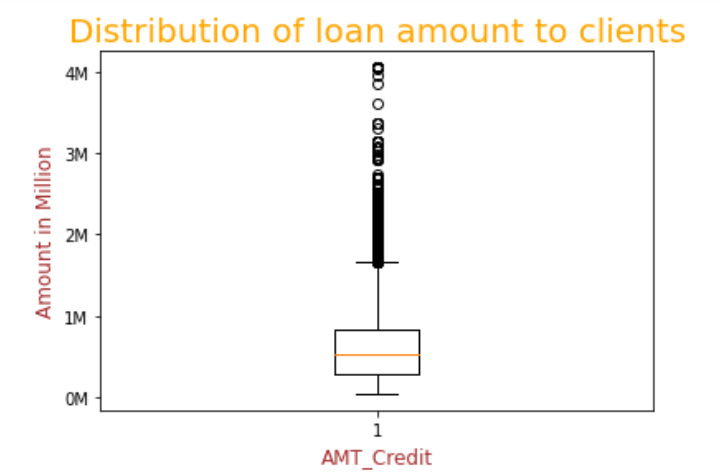 Distribution of loan amount to clients
4M
3M
2M
1M
0M
Amount in Million
1
AMT_Credit